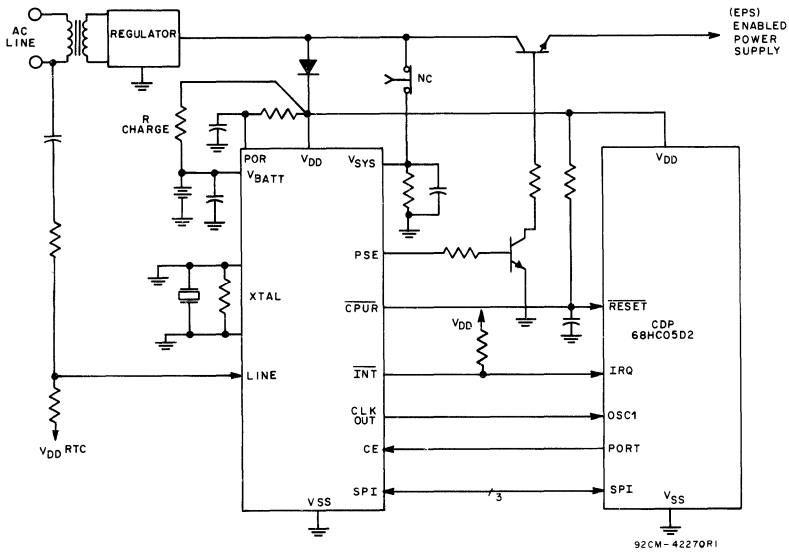 AC
LINE
REGULATOR
(EPS)
ENABLED
POWER
SUPPLY
NC
R
CHARGE
POR
VDD
VSYS
VBATT
VDD
PSE
XTAL
CPUR
RESET
VDD
CDP
68HC05D2
LINE
INT
IRQ
CLK
OUT
OSC1
VDD RTC
CE
PORT
SPI
3
SPI
VSS
VSS
92CM-42270R1